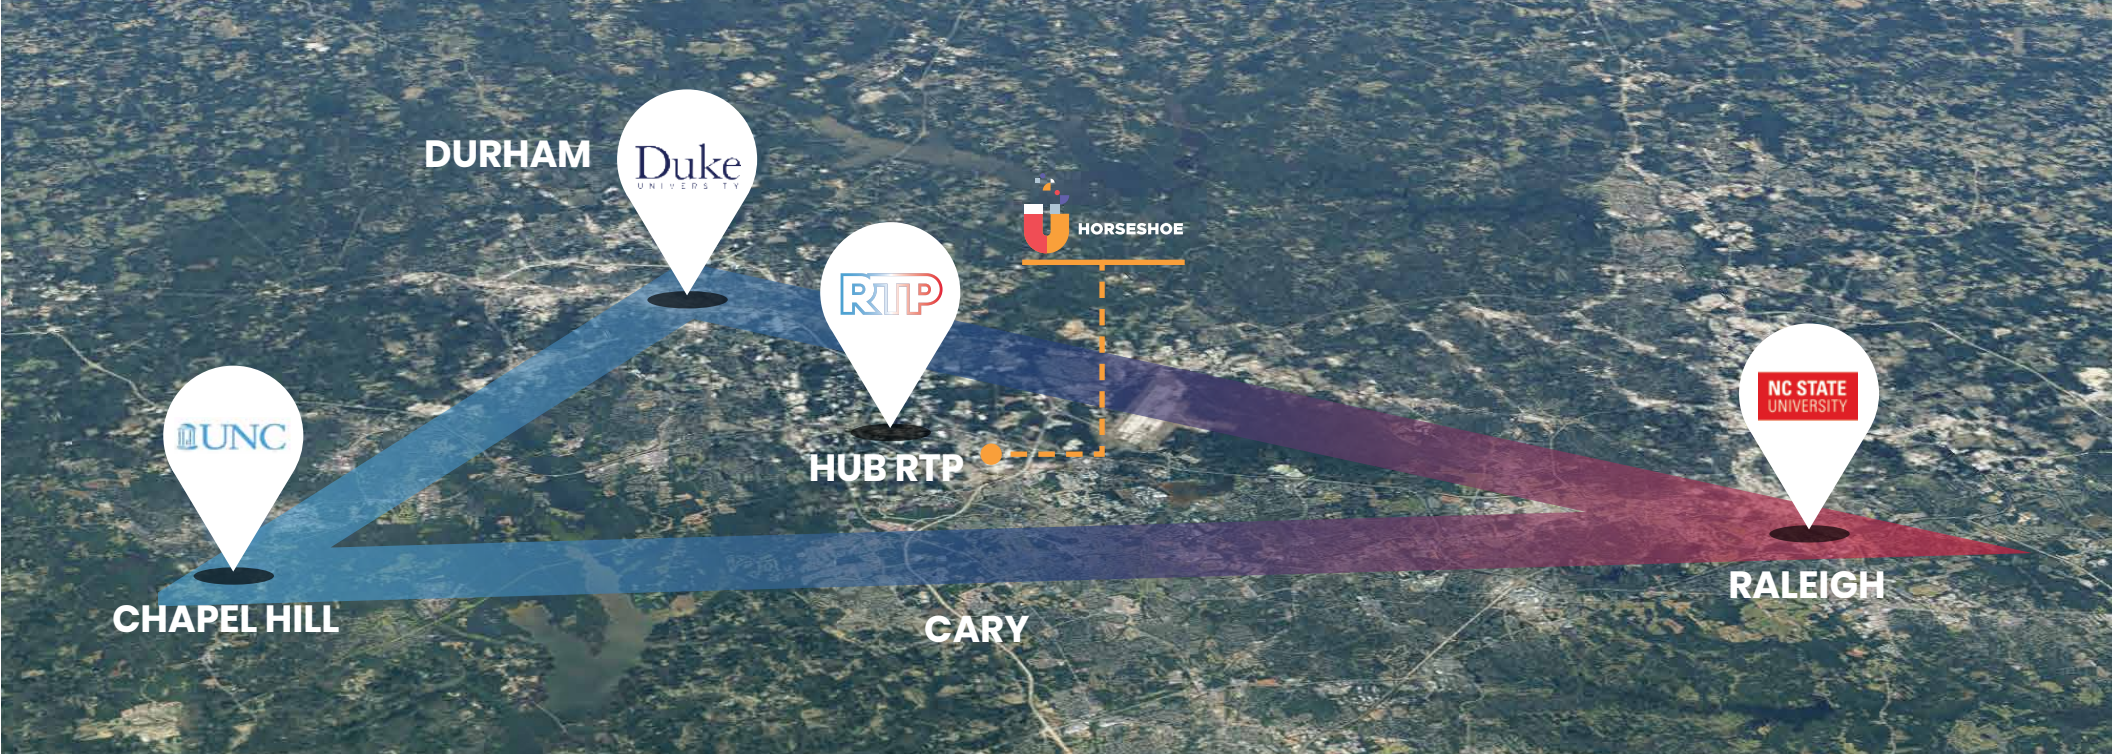 DURHAM
Duke
UNIVERSITY
HORSESHOE
RTP
NC STATE
UNIVERSITY
UNC
HUB RTP
RALEIGH
CHAPEL HILL
CARY